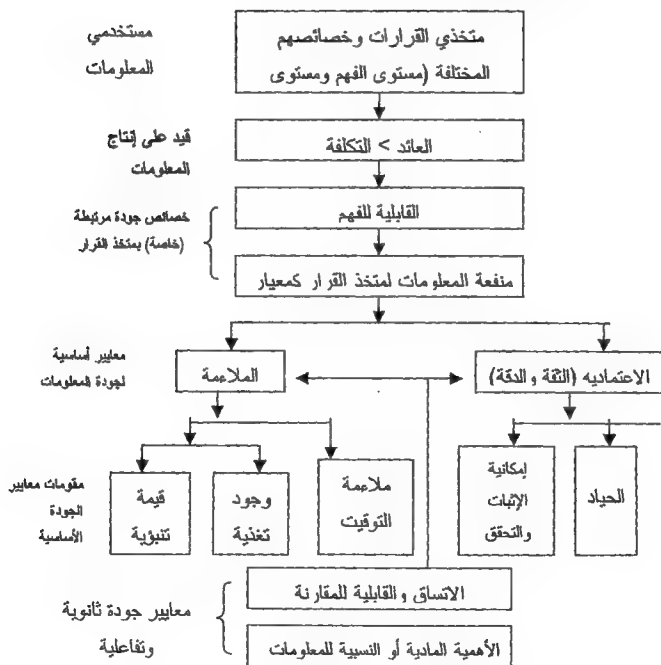 مستخدمي
المعلومات
متخذي القرارات وخصائصهم
المختلفة (مستوى الفهم ومستوى
قيد على إنتاج
المعلومات
العائد > التكلفة
خصائص جودة مرتبطة
(خاصة) بمتخذ القرار
القابلية للفهم
منفعة المعلومات لمتخذ القرار كمعيار
معايير أساسية
لجودة المعلومات
الملاءمة
الاعتماديه (الثقة والدقة)
مقومات معايير
الجودة
الأساسية
قيمة
تنبؤية
وجود
تغذية
ملاءمة
التوقيت
إمكانية
الإثبات
والتحقق
الحياد
معايير جودة ثانوية
وتفاعلية
الاتساق والقابلية للمقارنة
الأهمية المادية أو النسبية للمعلومات